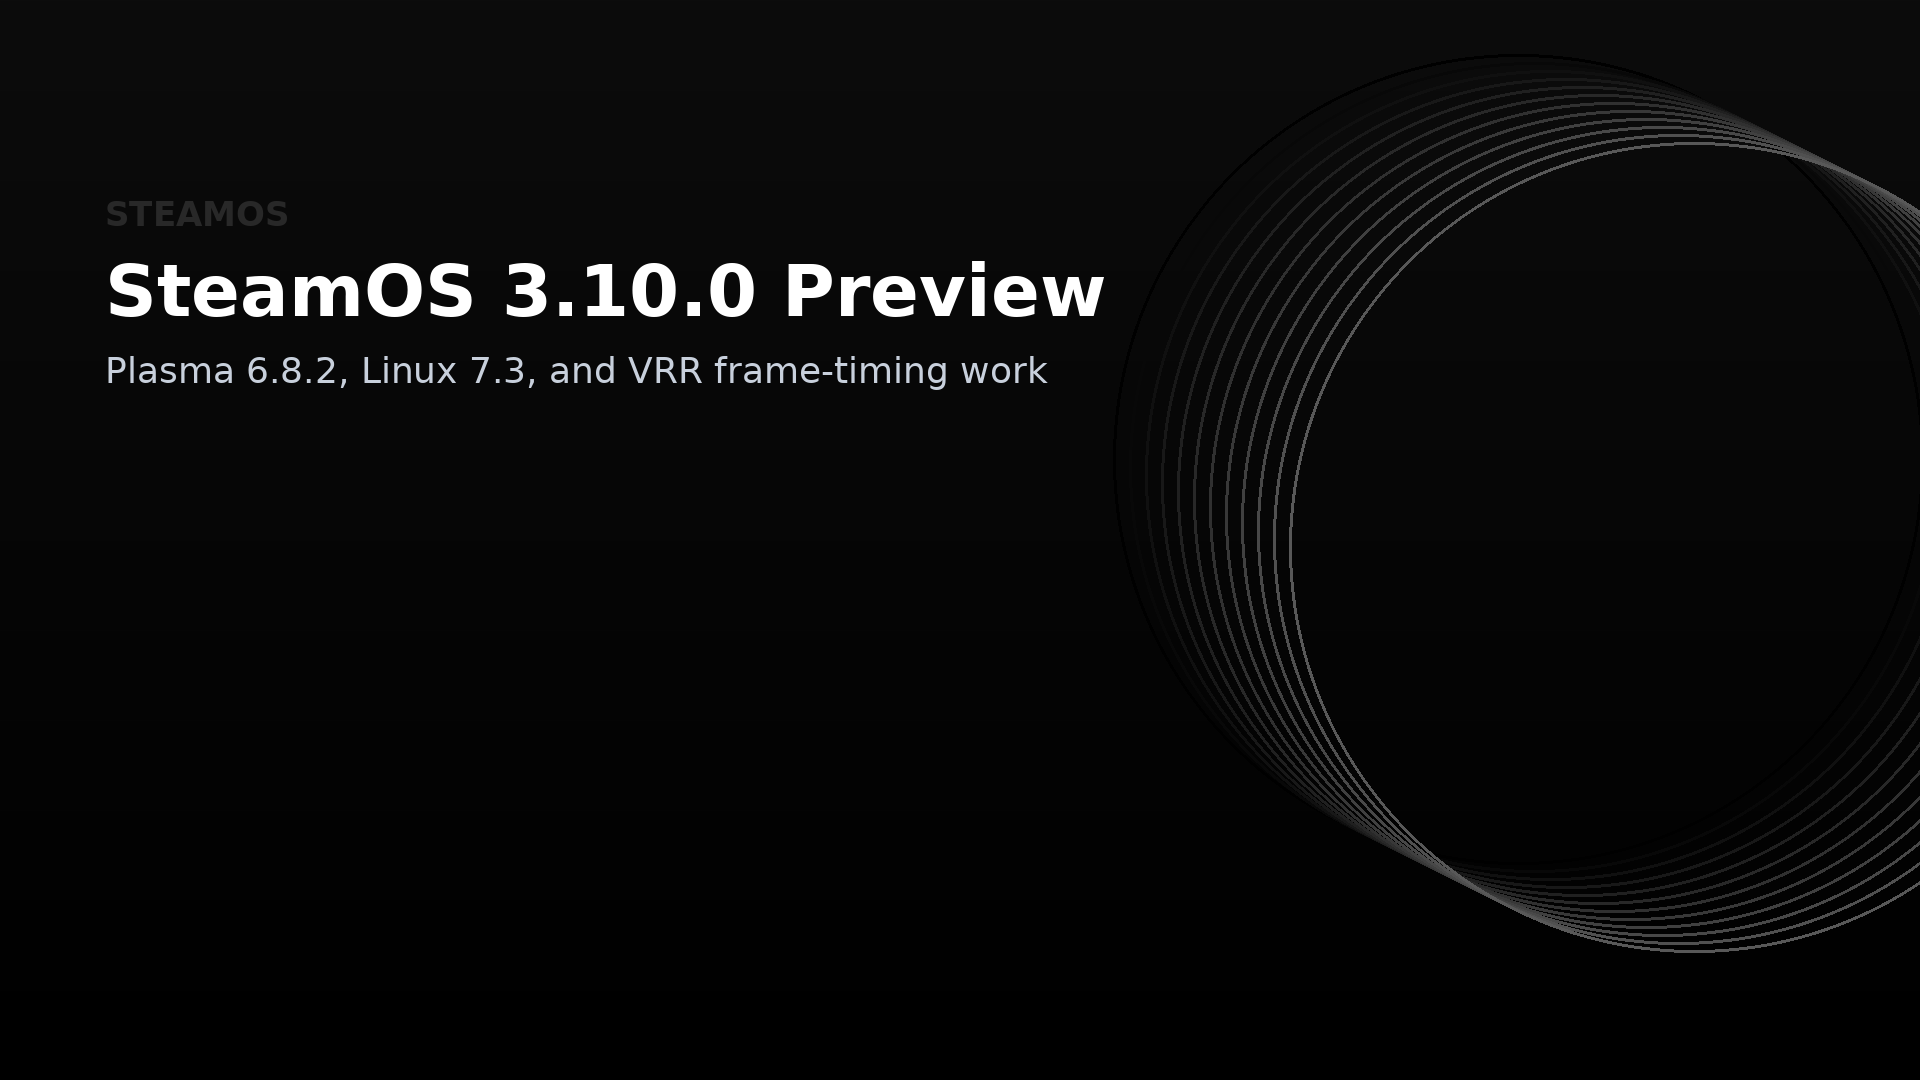 STEAMOS
SteamOS 3.10.0 Preview
Plasma 6.8.2, Linux 7.3, and VRR frame-timing work